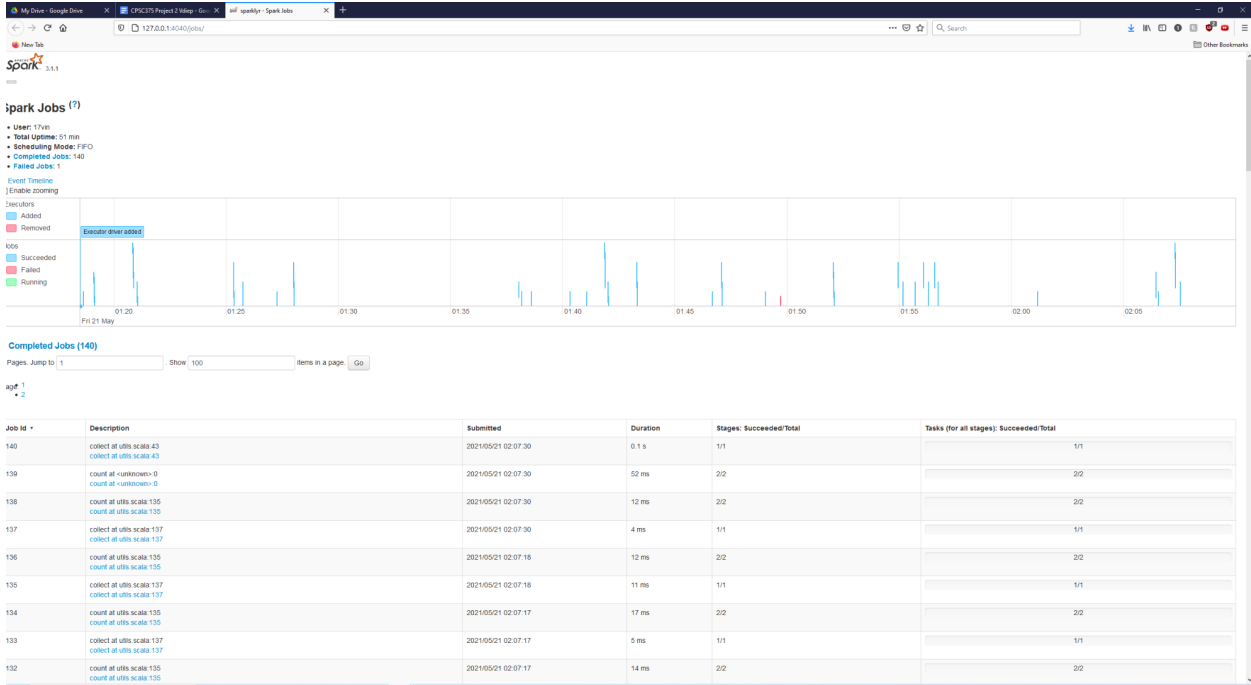 My Drive - Google Drive
CPSC375 Project 2 Vdiep - Goo
sparklyr - Spark Jobs
127.0.0.1:4040/jobs/
Search
New Tab
Other Bookmarks
Spark 3.1.1
Spark Jobs (?)
User: 17vin
Total Uptime: 51 min
Scheduling Mode: FIFO
Completed Jobs: 140
Failed Jobs: 1
Event Timeline
Enable zooming
Executors
Added
Removed
Executor driver added
Jobs
Succeeded
Failed
Running
01:20 01:25 01:30 01:35 01:40 01:45 01:50 01:55 02:00 02:05
Fri 21 May
Completed Jobs (140)
Pages. Jump to 1 . Show 100 items in a page. Go
age: 1
2
Job Id Description Submitted Duration Stages: Succeeded/Total Tasks (for all stages): Succeeded/Total
140 collect at utils.scala:43 2021/05/21 02:07:30 0.1 s 1/1 1/1
collect at utils.scala:43
139 count at <unknown>:0 2021/05/21 02:07:30 52 ms 2/2 2/2
count at <unknown>:0
138 count at utils.scala:135 2021/05/21 02:07:30 12 ms 2/2 2/2
count at utils.scala:135
137 collect at utils.scala:137 2021/05/21 02:07:30 4 ms 1/1 1/1
collect at utils.scala:137
136 count at utils.scala:135 2021/05/21 02:07:18 12 ms 2/2 2/2
count at utils.scala:135
135 collect at utils.scala:137 2021/05/21 02:07:18 11 ms 1/1 1/1
collect at utils.scala:137
134 count at utils.scala:135 2021/05/21 02:07:17 17 ms 2/2 2/2
count at utils.scala:135
133 collect at utils.scala:137 2021/05/21 02:07:17 5 ms 1/1 1/1
collect at utils.scala:137
132 count at utils.scala:135 2021/05/21 02:07:17 14 ms 2/2 2/2
count at utils.scala:135